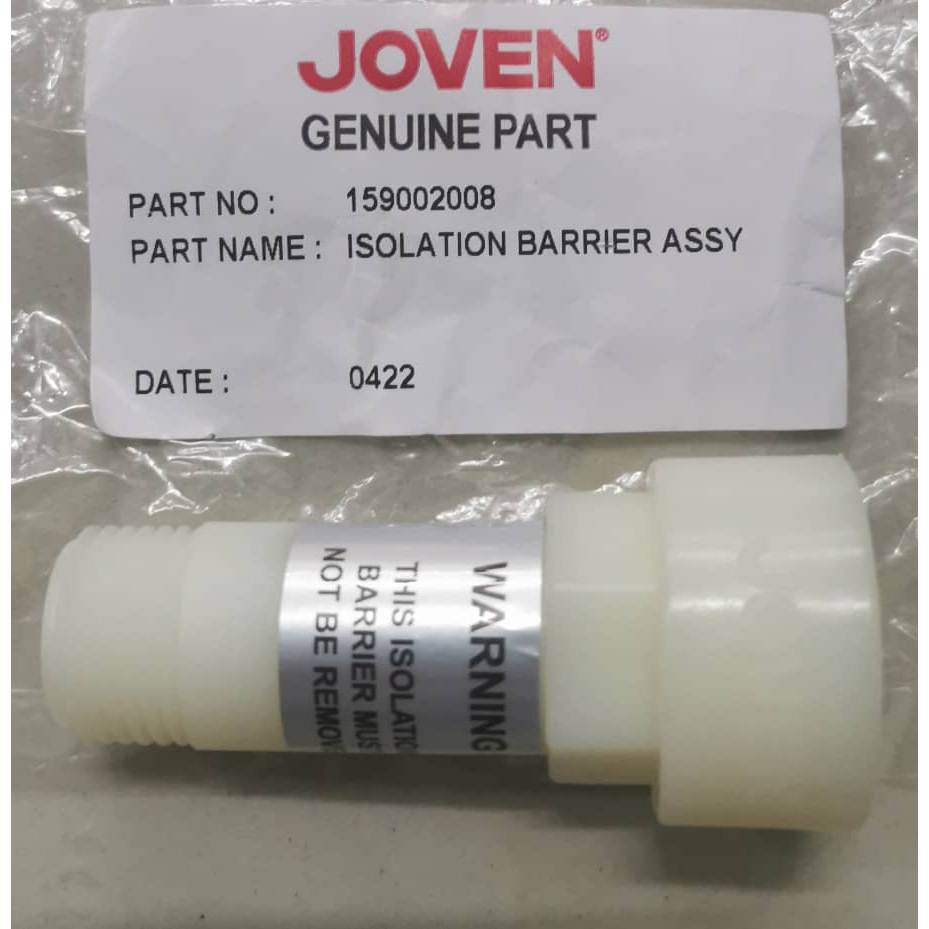 JOVEN®
GENUINE PART
PART NO : 159002008
PART NAME : ISOLATION BARRIER ASSY
DATE : 0422
WARNING
THIS ISOLATIO
BARRIER MUS
NOT BE REMOV